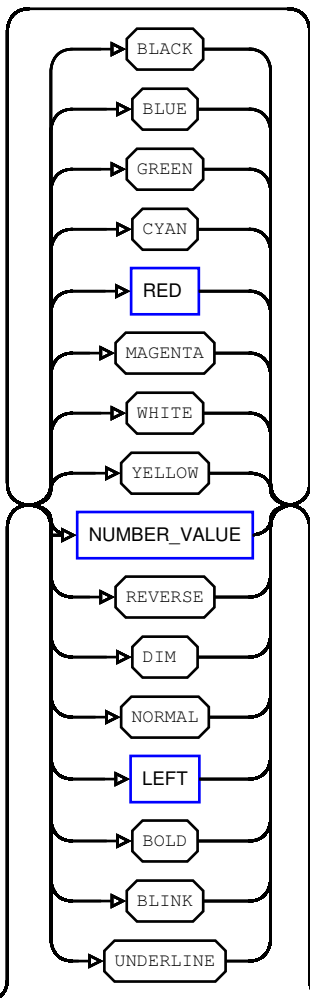 BLACK
BLUE
GREEN
CYAN
RED
MAGENTA
WHITE
YELLOW
NUMBER_VALUE
REVERSE
DIM
NORMAL
LEFT
BOLD
BLINK
UNDERLINE